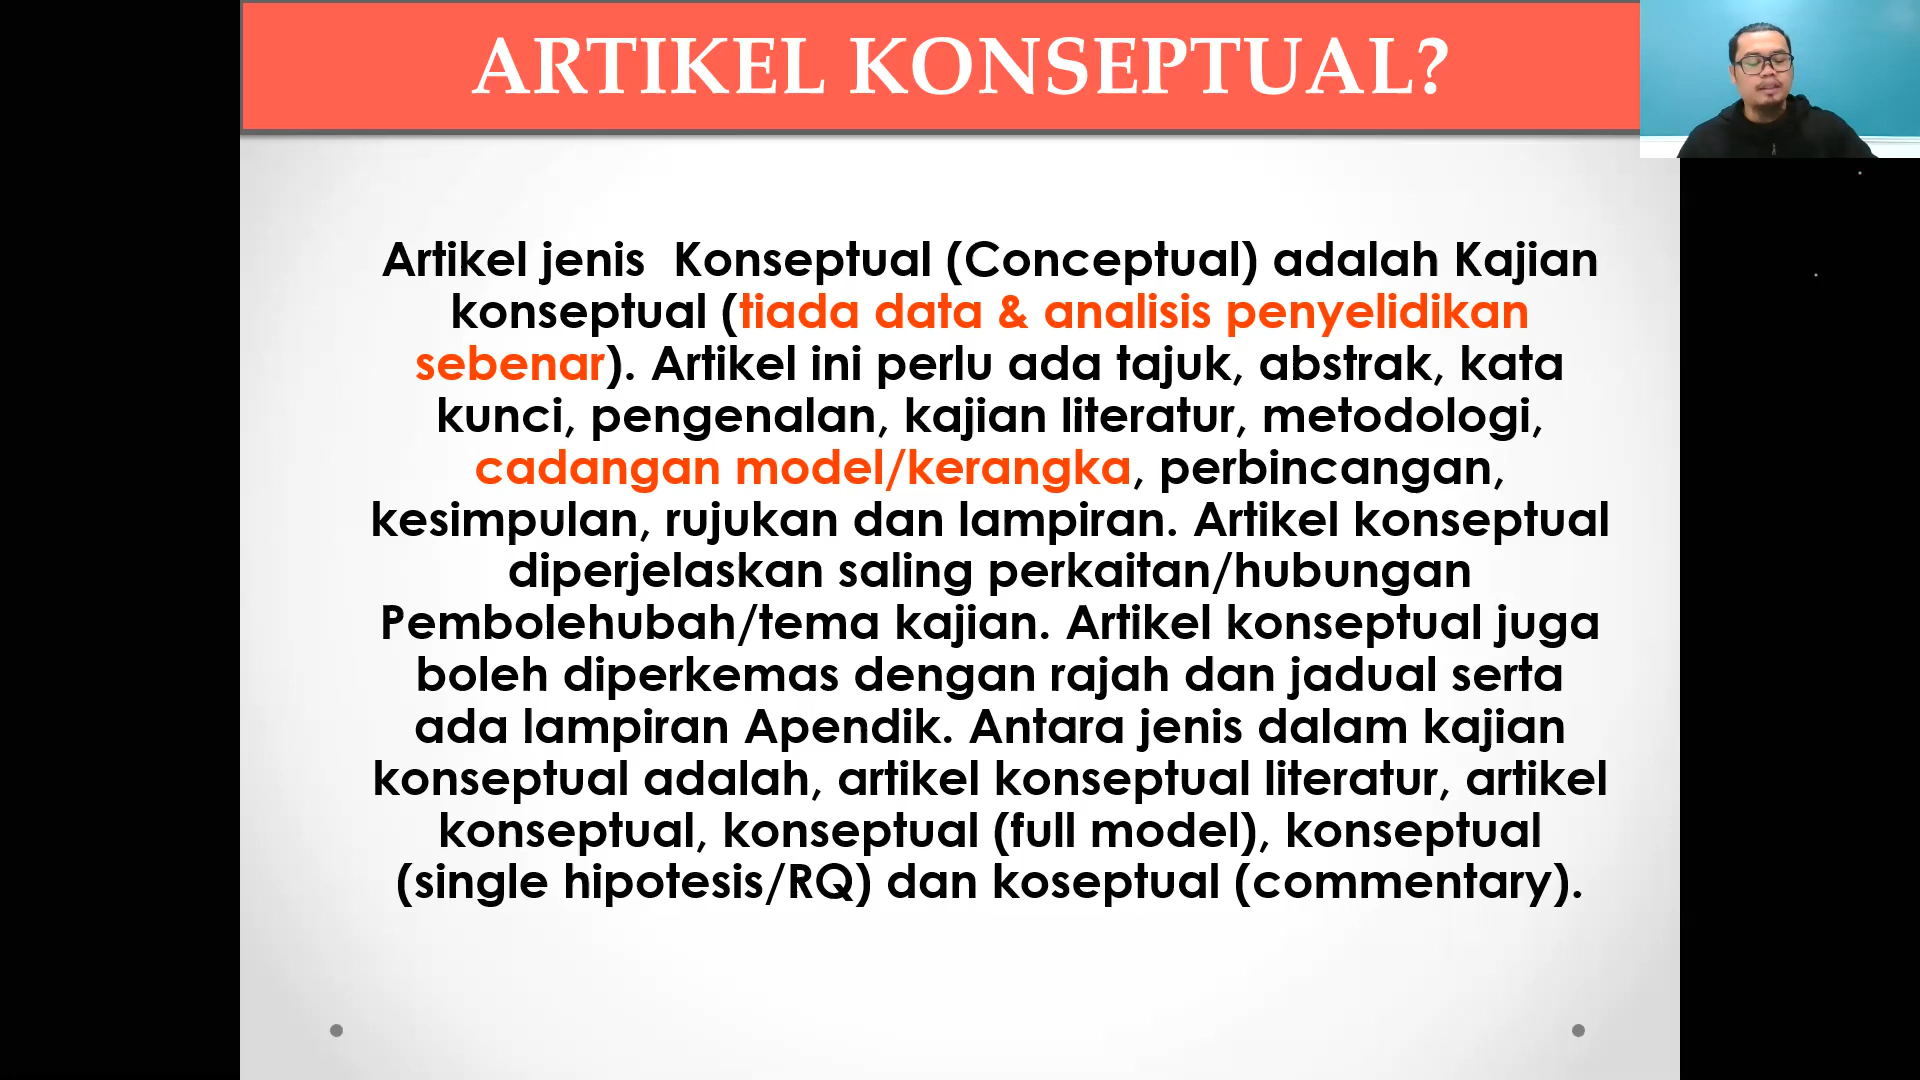 ARTIKEL KONSEPTUAL?
Artikel jenis  Konseptual (Conceptual) adalah Kajian
konseptual (tiada data & analisis penyelidikan
sebenar). Artikel ini perlu ada tajuk, abstrak, kata
kunci, pengenalan, kajian literatur, metodologi,
cadangan model/kerangka, perbincangan,
kesimpulan, rujukan dan lampiran. Artikel konseptual
diperjelaskan saling perkaitan/hubungan
Pembolehubah/tema kajian. Artikel konseptual juga
boleh diperkemas dengan rajah dan jadual serta
ada lampiran Apendik. Antara jenis dalam kajian
konseptual adalah, artikel konseptual literatur, artikel
konseptual, konseptual (full model), konseptual
(single hipotesis/RQ) dan koseptual (commentary).